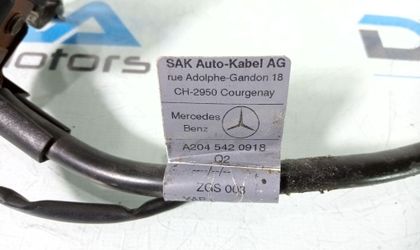 motors
SAK Auto-Kabel AG
rue Adolphe-Gandon 18
CH-2950 Courgenay
Mercedes
Benz
A204 542 0918
Q2
--/--/--
ZGS 003